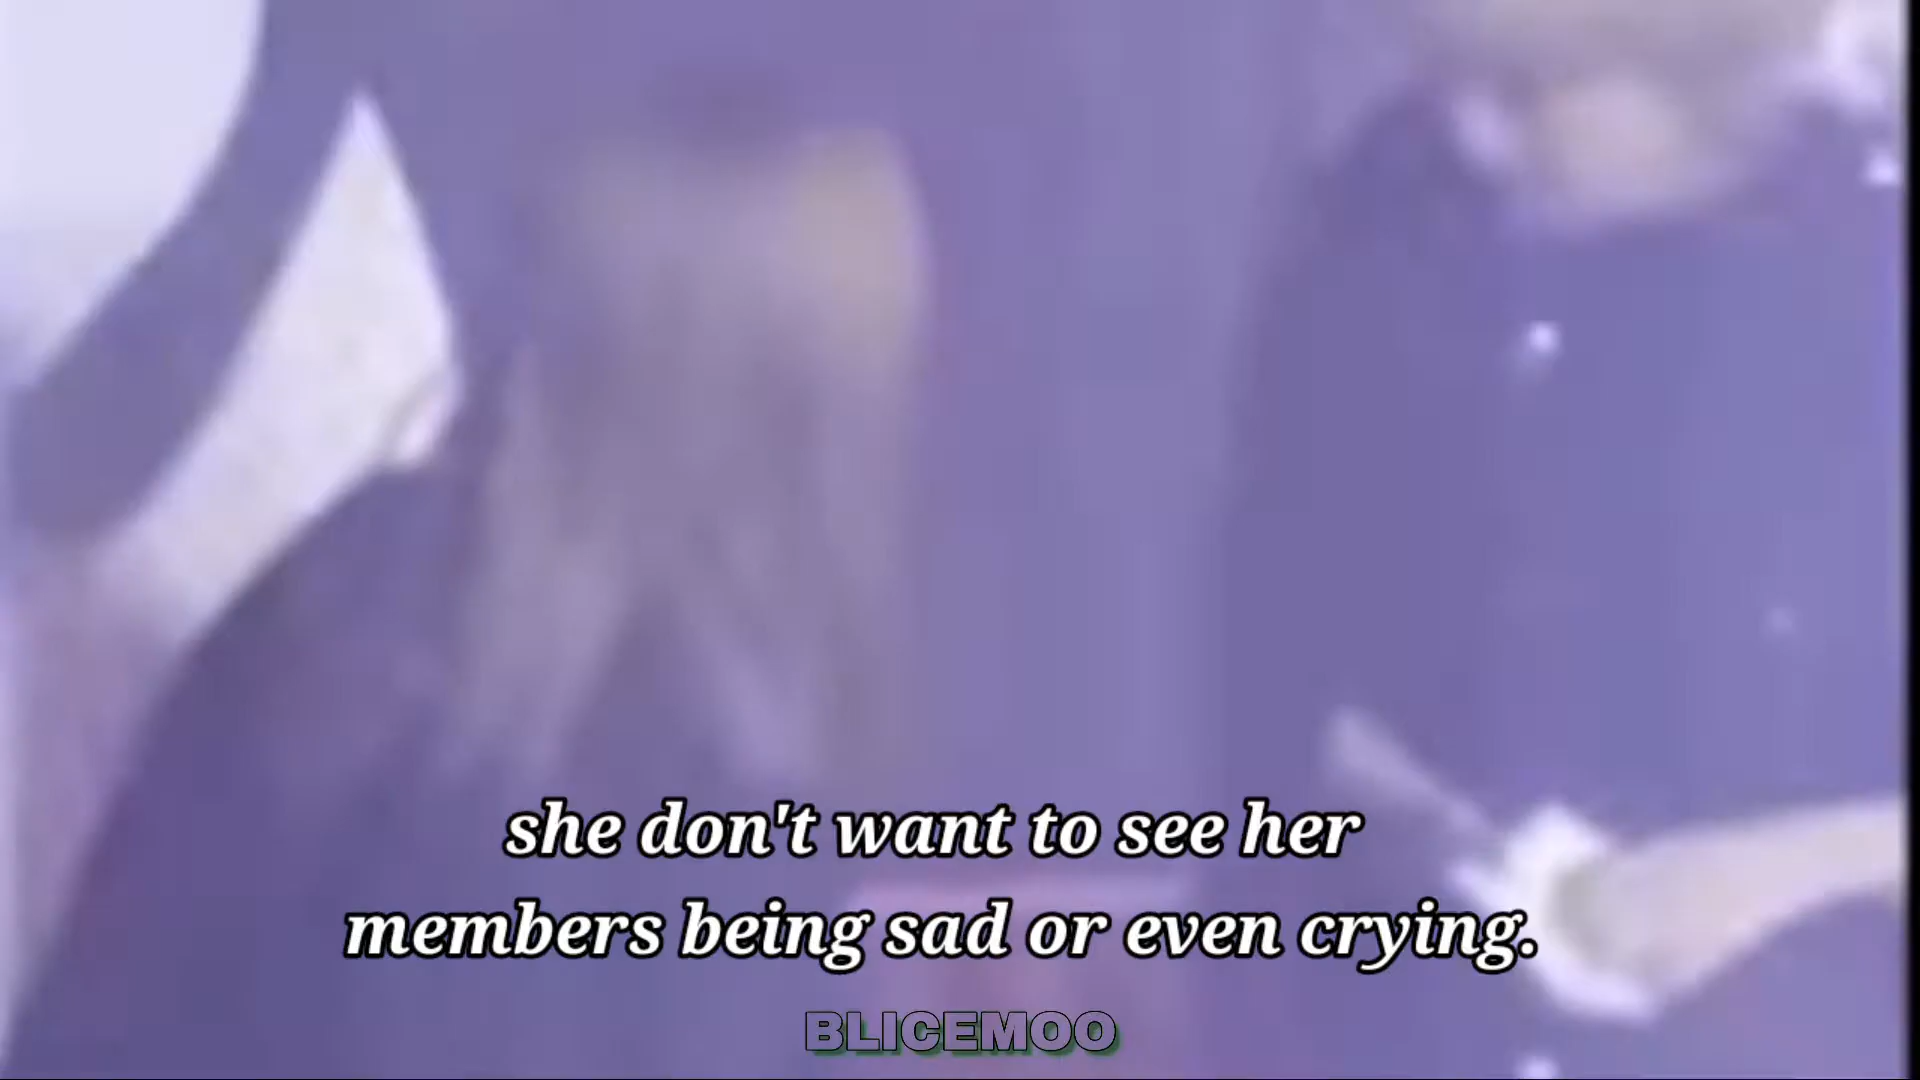 she don't want to see her
members being sad or even crying.
BLICEMOO